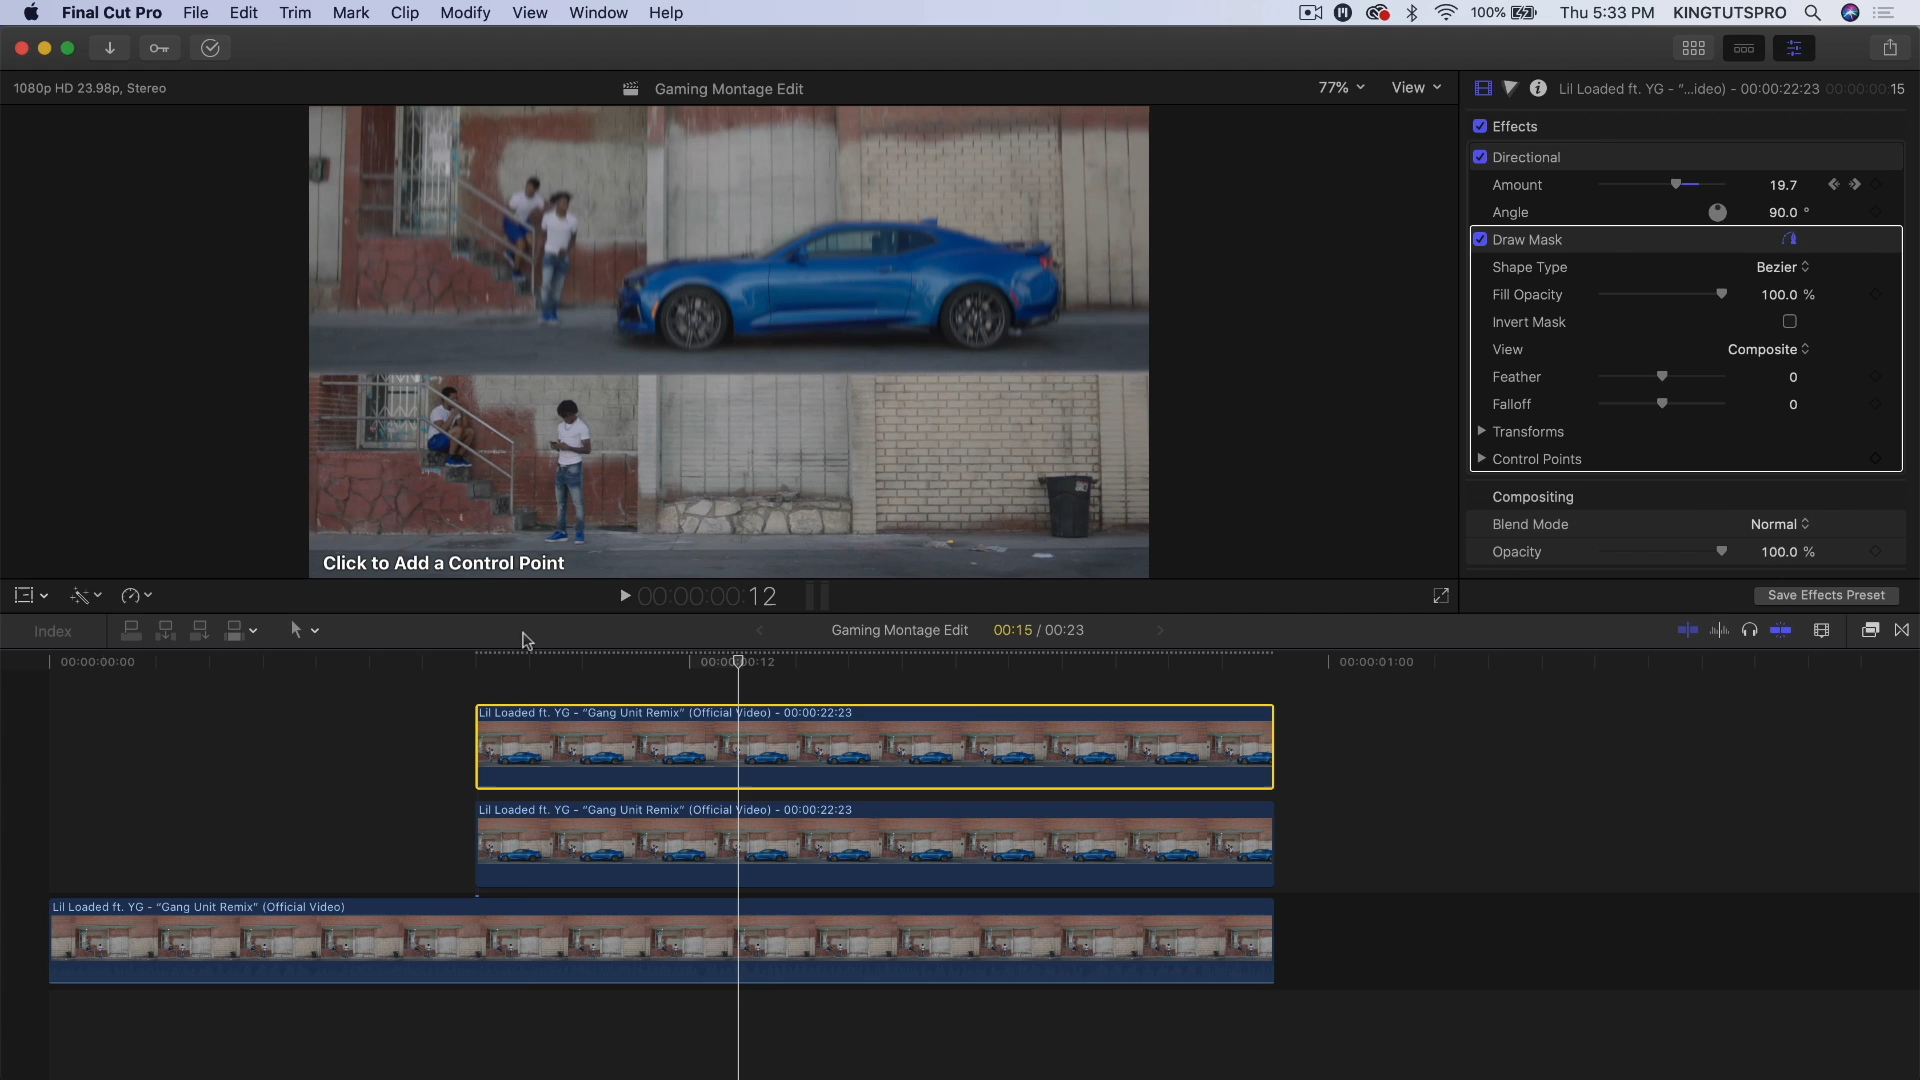 Final Cut Pro File Edit Trim Mark Clip Modify View Window Help 100% Thu 5:33 PM KINGTUTSPRO
1080p HD 23.98p, Stereo Gaming Montage Edit 77% View Lil Loaded ft. YG - "...ideo) - 00:00:22:23 00:00:00:15
Effects
Directional
Amount 19.7
Angle 90.0 °
Draw Mask
Shape Type Bezier
Fill Opacity 100.0 %
Invert Mask
View Composite
Feather 0
Falloff 0
Transforms
Control Points
Compositing
Blend Mode Normal
Opacity 100.0 %
Click to Add a Control Point
00:00:00:12
Save Effects Preset
Index Gaming Montage Edit 00:15 / 00:23
00:00:00:00 00:00:00:12 00:00:01:00
Lil Loaded ft. YG - "Gang Unit Remix" (Official Video) - 00:00:22:23
Lil Loaded ft. YG - "Gang Unit Remix" (Official Video) - 00:00:22:23
Lil Loaded ft. YG - "Gang Unit Remix" (Official Video)